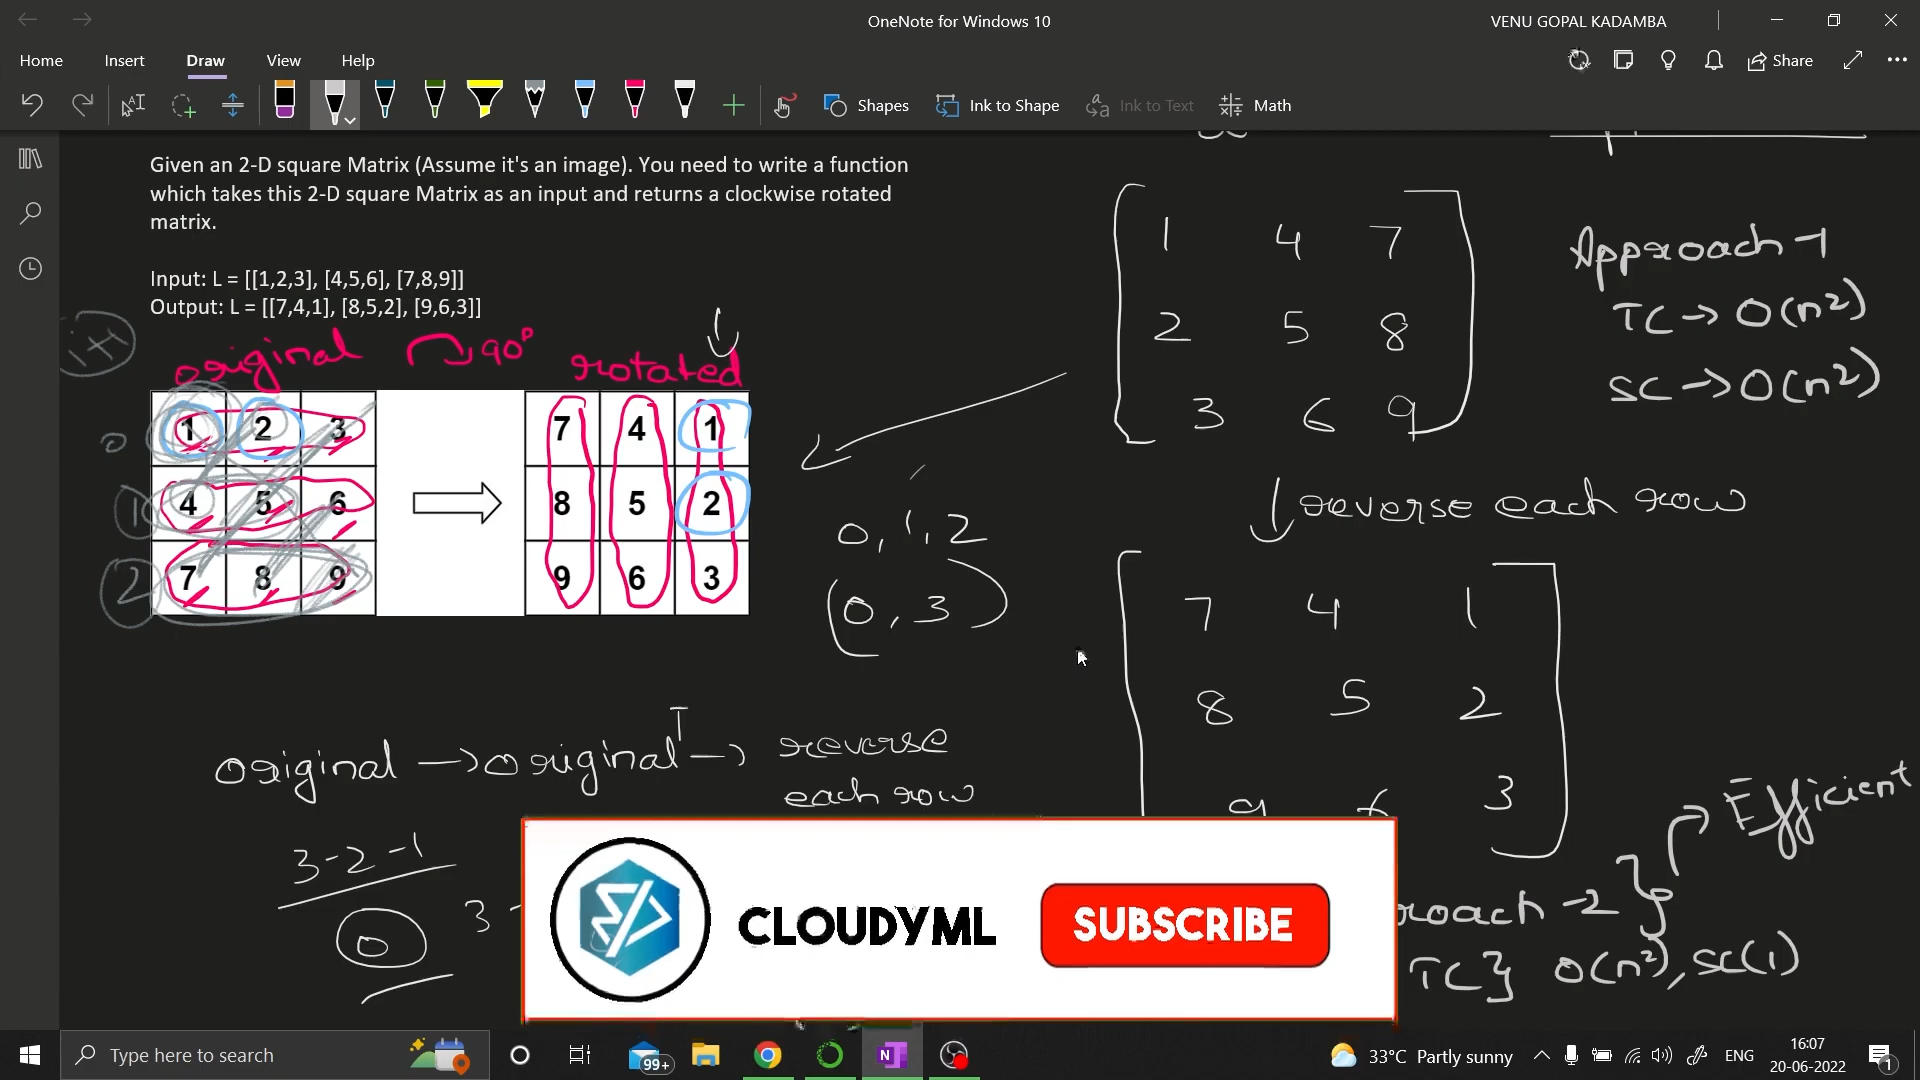 OneNote for Windows 10
VENU GOPAL KADAMBA
Home Insert Draw View Help
Share
Shapes Ink to Shape Ink to Text Math
Given an 2-D square Matrix (Assume it's an image). You need to write a function
which takes this 2-D square Matrix as an input and returns a clockwise rotated
matrix.
Input: L = [[1,2,3], [4,5,6], [7,8,9]]
Output: L = [[7,4,1], [8,5,2], [9,6,3]]
original 90° rotated
0 1 2 3 7 4 1
1 4 5 6 8 5 2
2 7 8 9 9 6 3
0, 1, 2
(0, 3)
original → original T → reverse
each row
3-2-1
0 3
1 4 7
2 5 8
3 6 9
Approach-1
TC → O(n²)
SC → O(n²)
↓ reverse each row
7 4 1
8 5 2
3
Efficient
roach-2
TC} O(n²), SC(1)
CLOUDYML SUBSCRIBE
Type here to search
99+
33°C Partly sunny
ENG
16:07
20-06-2022
1